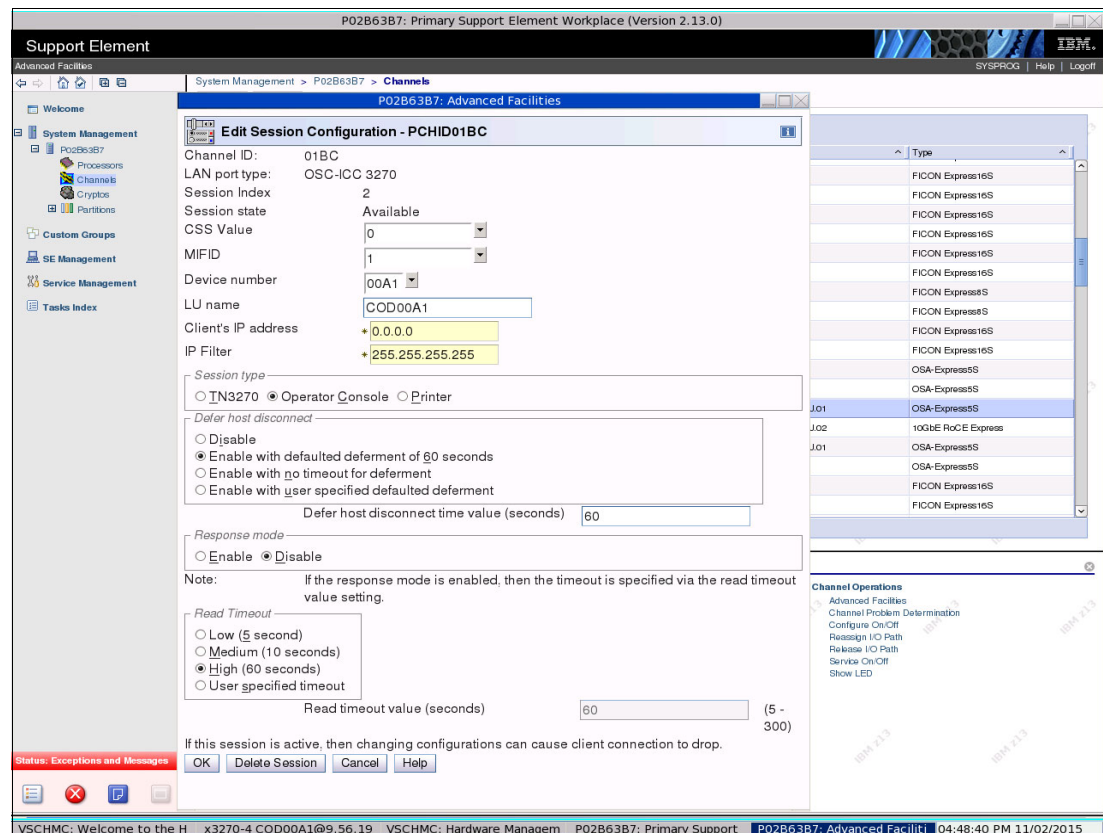 P02B63B7: Primary Support Element Workplace (Version 2.13.0)
Support Element
IBM.
Advanced Facilities
SYSPROG | Help | Logoff
System Management > P02B63B7 > Channels
Welcome
System Management
P02B63B7
Processors
Channels
Cryptos
Partitions
Custom Groups
SE Management
Service Management
Tasks Index
Status: Exceptions and Messages
P02B63B7: Advanced Facilities
Edit Session Configuration - PCHID01BC
Channel ID: 01BC
LAN port type: OSC-ICC 3270
Session Index 2
Session state Available
CSS Value 0
MIFID 1
Device number 00A1
LU name COD00A1
Client's IP address * 0.0.0.0
IP Filter * 255.255.255.255
Session type
TN3270 Operator Console Printer
Defer host disconnect
Disable
Enable with defaulted deferment of 60 seconds
Enable with no timeout for deferment
Enable with user specified defaulted deferment
Defer host disconnect time value (seconds) 60
Response mode
Enable Disable
Note: If the response mode is enabled, then the timeout is specified via the read timeout
value setting.
Read Timeout
Low (5 second)
Medium (10 seconds)
High (60 seconds)
User specified timeout
Read timeout value (seconds) 60 (5 -
300)
If this session is active, then changing configurations can cause client connection to drop.
OK Delete Session Cancel Help
Type
FICON Express16S
FICON Express16S
FICON Express16S
FICON Express16S
FICON Express16S
FICON Express16S
FICON Express8S
FICON Express8S
FICON Express16S
FICON Express16S
OSA-Express5S
OSA-Express5S
J.01 OSA-Express5S
J.02 10GbE RoCE Express
J.01 OSA-Express5S
OSA-Express5S
FICON Express16S
FICON Express16S
Channel Operations
Advanced Facilities
Channel Problem Determination
Configure On/Off
Reassign I/O Path
Release I/O Path
Service On/Off
Show LED
IBM z13
IBM z13
IBM z13
IBM z13
VSCHMC: Welcome to the H x3270-4 COD00A1@9.56.19 VSCHMC: Hardware Managem P02B63B7: Primary Support P02B63B7: Advanced Faciliti 04:48:40 PM 11/02/2015